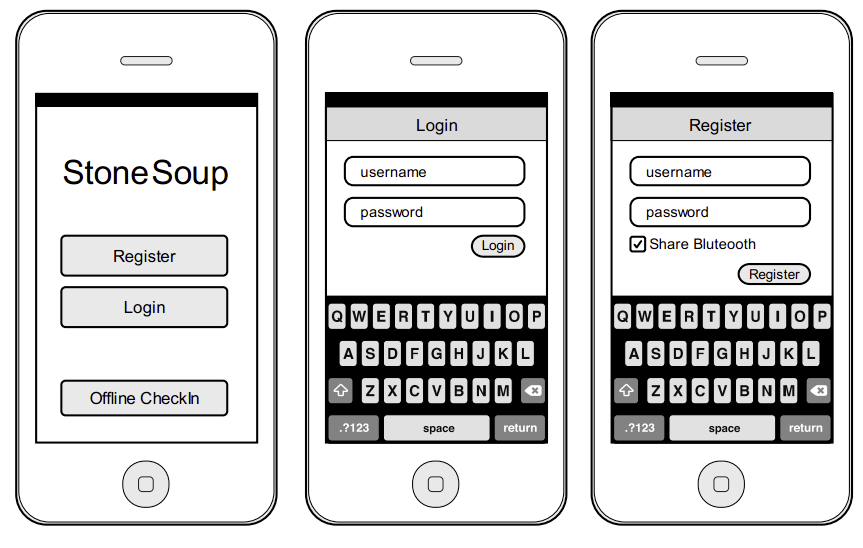 StoneSoup
Register
Login
Offline CheckIn
Login
username
password
Login
Q W E R T Y U I O P
A S D F G H J K L
Z X C V B N M
.?123 space return
Register
username
password
Share Bluteooth
Register
Q W E R T Y U I O P
A S D F G H J K L
Z X C V B N M
.?123 space return